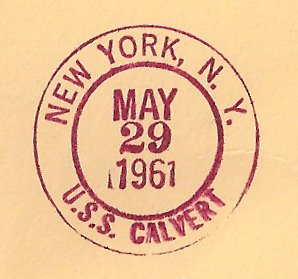 NEW YORK, N. Y.
MAY
29
1961
U.S.S. CALVERT